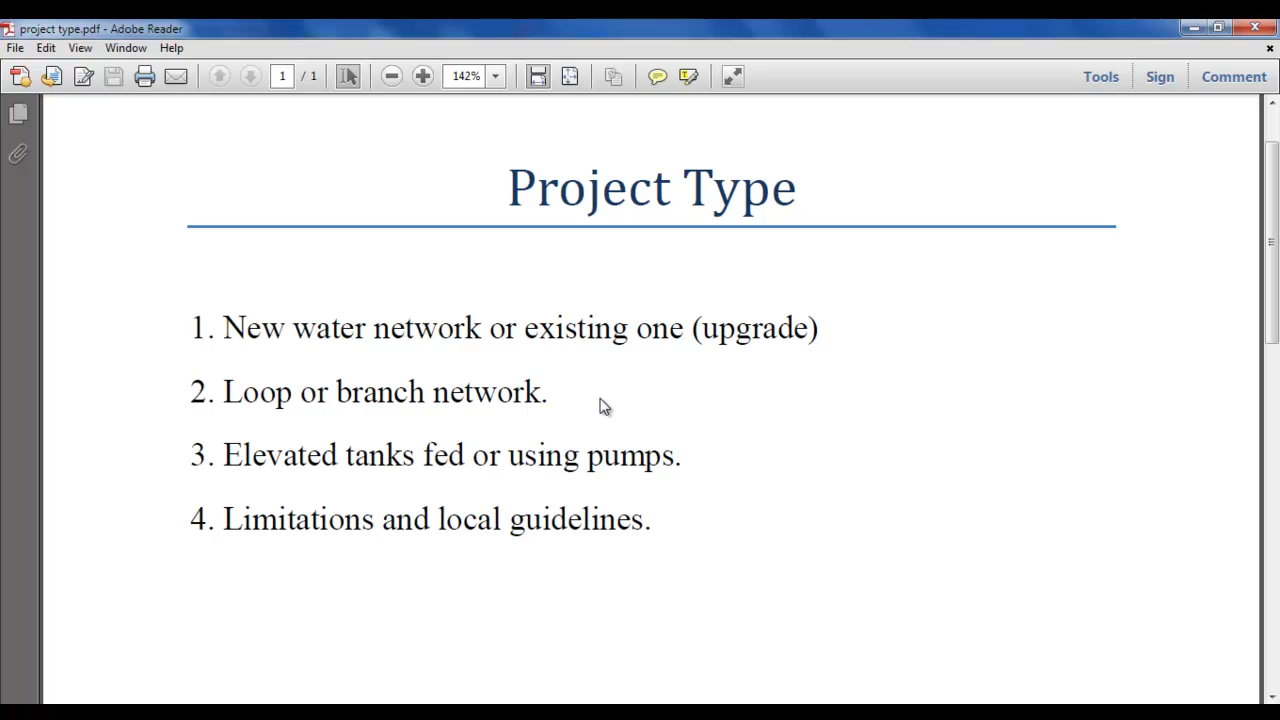 project type.pdf - Adobe Reader
File Edit View Window Help
1 / 1 142% Tools Sign Comment
Project Type
1. New water network or existing one (upgrade)
2. Loop or branch network.
3. Elevated tanks fed or using pumps.
4. Limitations and local guidelines.